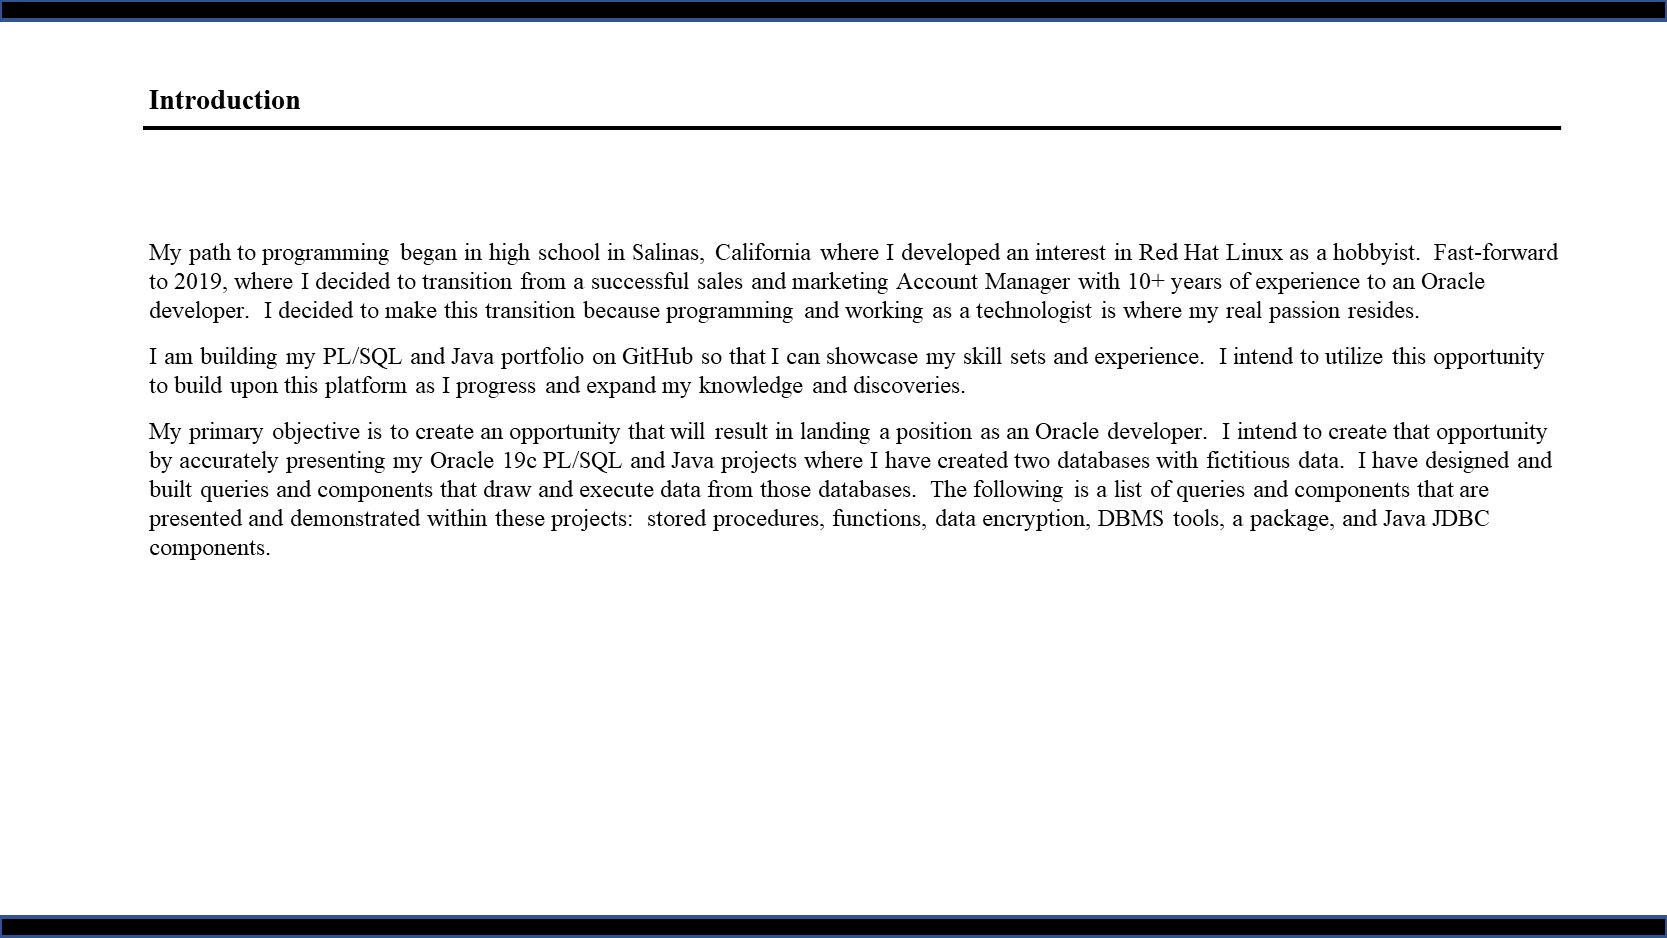 Introduction
My path to programming began in high school in Salinas, California where I developed an interest in Red Hat Linux as a hobbyist.  Fast-forward
to 2019, where I decided to transition from a successful sales and marketing Account Manager with 10+ years of experience to an Oracle
developer.  I decided to make this transition because programming and working as a technologist is where my real passion resides.
I am building my PL/SQL and Java portfolio on GitHub so that I can showcase my skill sets and experience.  I intend to utilize this opportunity
to build upon this platform as I progress and expand my knowledge and discoveries.
My primary objective is to create an opportunity that will result in landing a position as an Oracle developer.  I intend to create that opportunity
by accurately presenting my Oracle 19c PL/SQL and Java projects where I have created two databases with fictitious data.  I have designed and
built queries and components that draw and execute data from those databases.  The following is a list of queries and components that are
presented and demonstrated within these projects:  stored procedures, functions, data encryption, DBMS tools, a package, and Java JDBC
components.